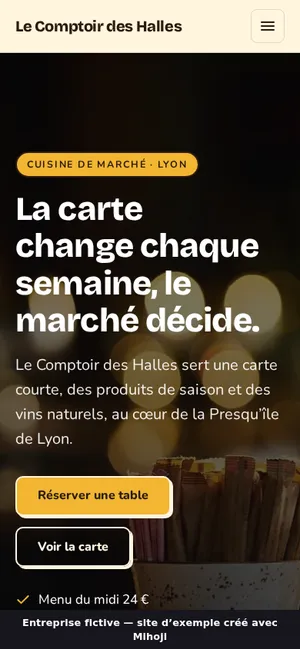 Le Comptoir des Halles
CUISINE DE MARCHÉ · LYON
La carte
change chaque
semaine, le
marché décide.
Le Comptoir des Halles sert une carte
courte, des produits de saison et des
vins naturels, au cœur de la Presqu'île
de Lyon.
Réserver une table
Voir la carte
Menu du midi 24 €
Entreprise fictive — site d'exemple créé avec
Mihoji